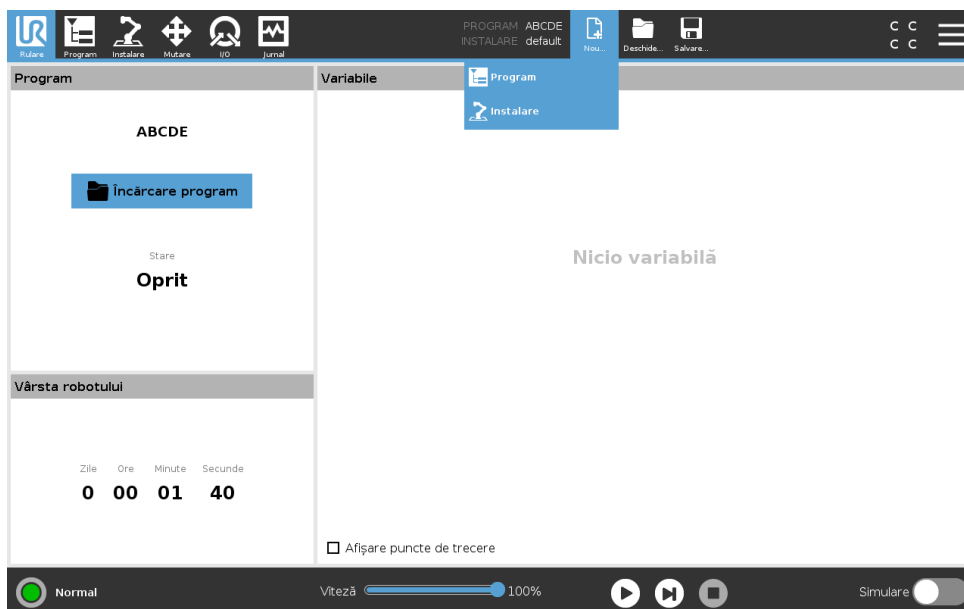 UR
Rulare
Program
Instalare
Mutare
I/O
Jurnal
PROGRAM ABCDE
INSTALARE default
Nou...
Deschide...
Salvare...
C C
C C
Program
Instalare
Program
ABCDE
Încărcare program
Stare
Oprit
Variabile
Nicio variabilă
Vârsta robotului
Zile Ore Minute Secunde
0 00 01 40
Afișare puncte de trecere
Normal
Viteză 100%
Simulare